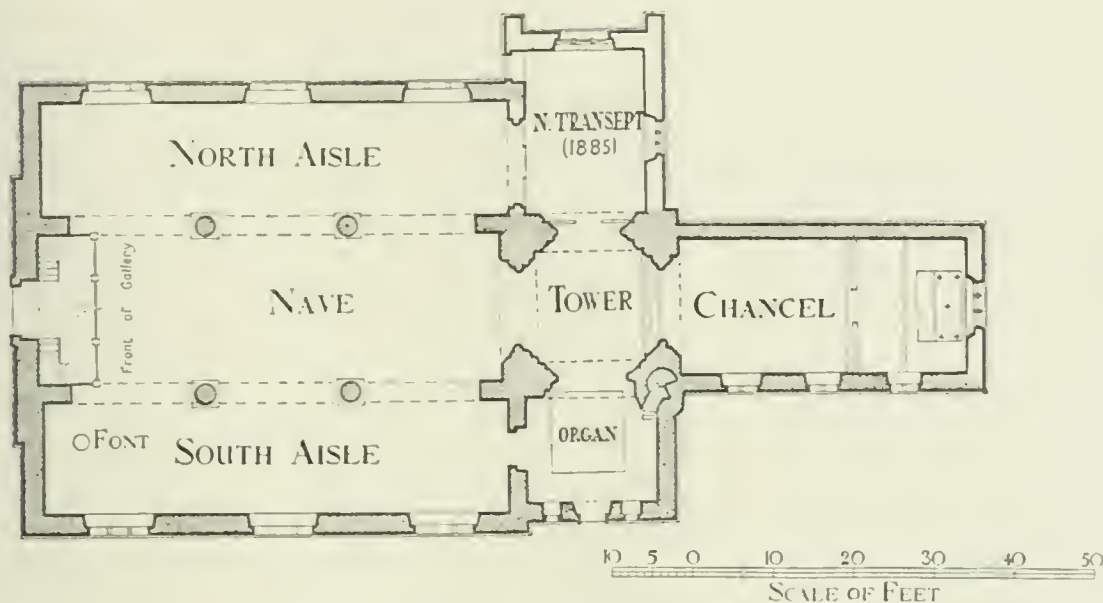 N. TRANSEPT
(1885)
NORTH AISLE
Front of Gallery
NAVE
TOWER
CHANCEL
FONT
SOUTH AISLE
ORGAN
10 5 0 10 20 30 40 50
SCALE OF FEET